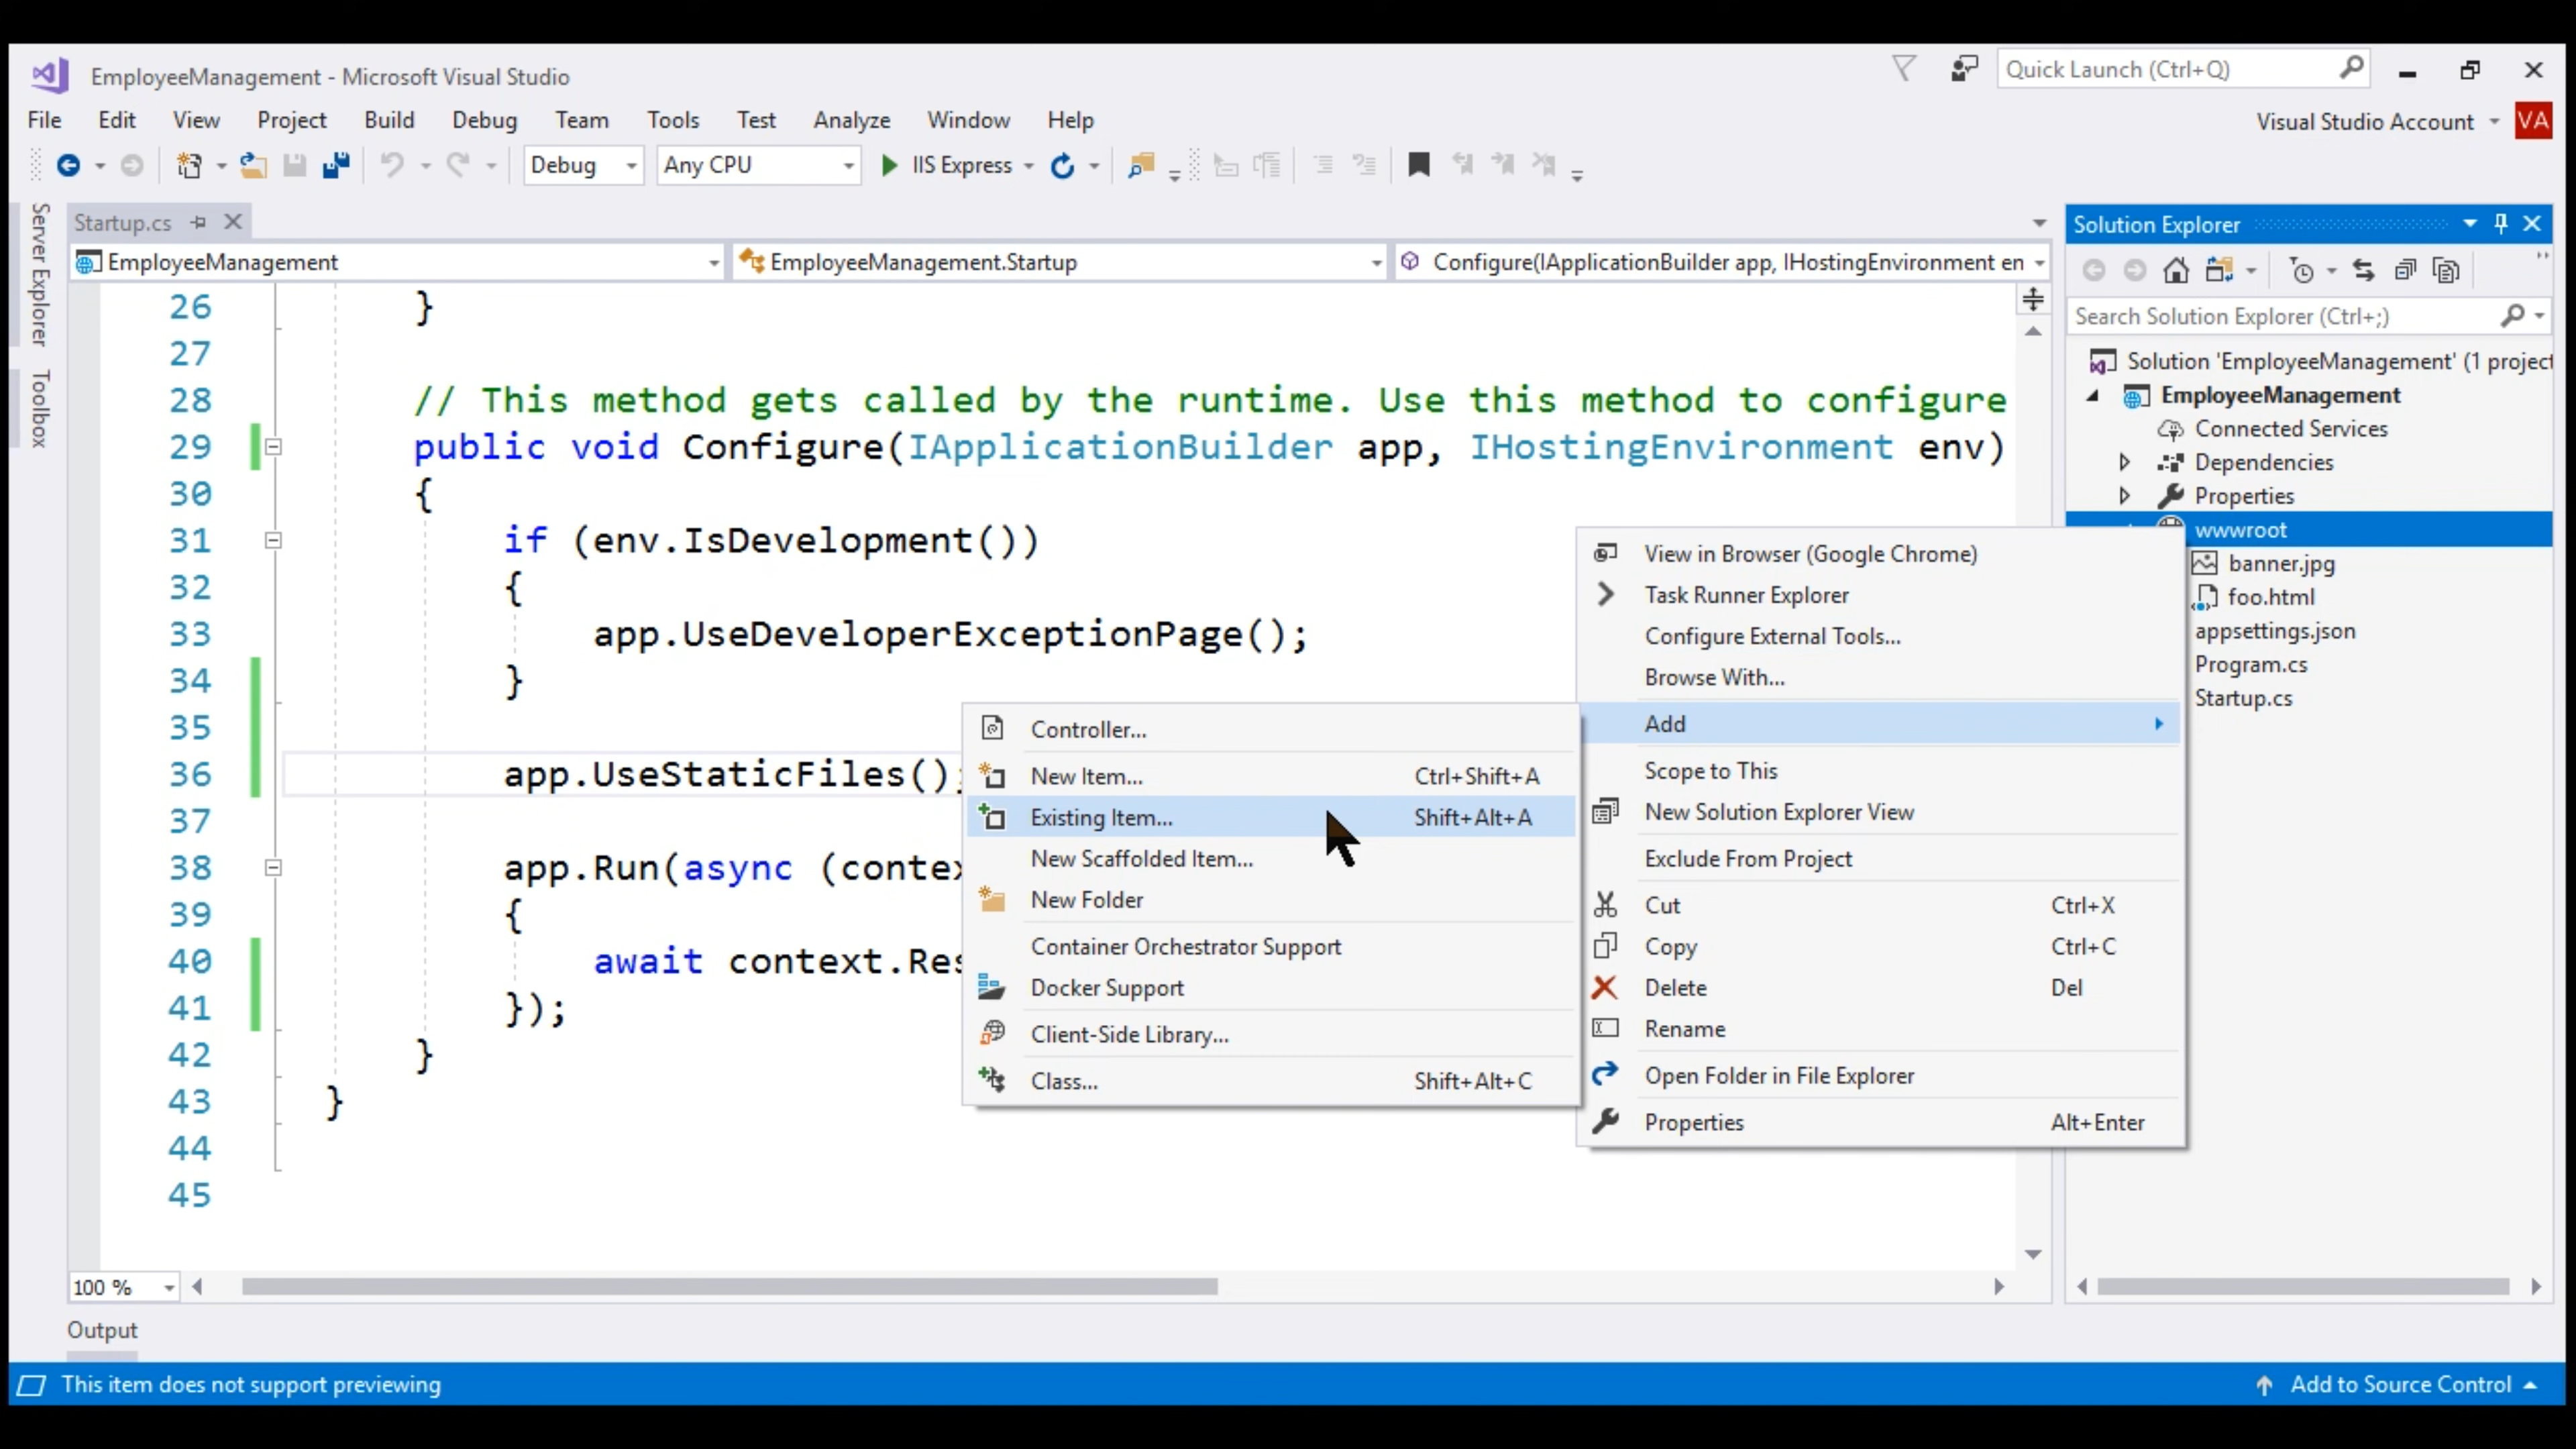 EmployeeManagement - Microsoft Visual Studio
Quick Launch (Ctrl+Q)
File Edit View Project Build Debug Team Tools Test Analyze Window Help
Visual Studio Account VA
Debug Any CPU IIS Express
Server Explorer
Toolbox
Startup.cs
EmployeeManagement
EmployeeManagement.Startup
Configure(IApplicationBuilder app, IHostingEnvironment en
26 }
27
28 // This method gets called by the runtime. Use this method to configure
29 public void Configure(IApplicationBuilder app, IHostingEnvironment env)
30 {
31 if (env.IsDevelopment())
32 {
33 app.UseDeveloperExceptionPage();
34 }
35
36 app.UseStaticFiles();
37
38 app.Run(async (contex
39 {
40 await context.Res
41 });
42 }
43 }
44
45
100 %
Controller...
New Item... Ctrl+Shift+A
Existing Item... Shift+Alt+A
New Scaffolded Item...
New Folder
Container Orchestrator Support
Docker Support
Client-Side Library...
Class... Shift+Alt+C
View in Browser (Google Chrome)
Task Runner Explorer
Configure External Tools...
Browse With...
Add
Scope to This
New Solution Explorer View
Exclude From Project
Cut Ctrl+X
Copy Ctrl+C
Delete Del
Rename
Open Folder in File Explorer
Properties Alt+Enter
Solution Explorer
Search Solution Explorer (Ctrl+;)
Solution 'EmployeeManagement' (1 project
EmployeeManagement
Connected Services
Dependencies
Properties
wwwroot
banner.jpg
foo.html
appsettings.json
Program.cs
Startup.cs
Output
This item does not support previewing
Add to Source Control